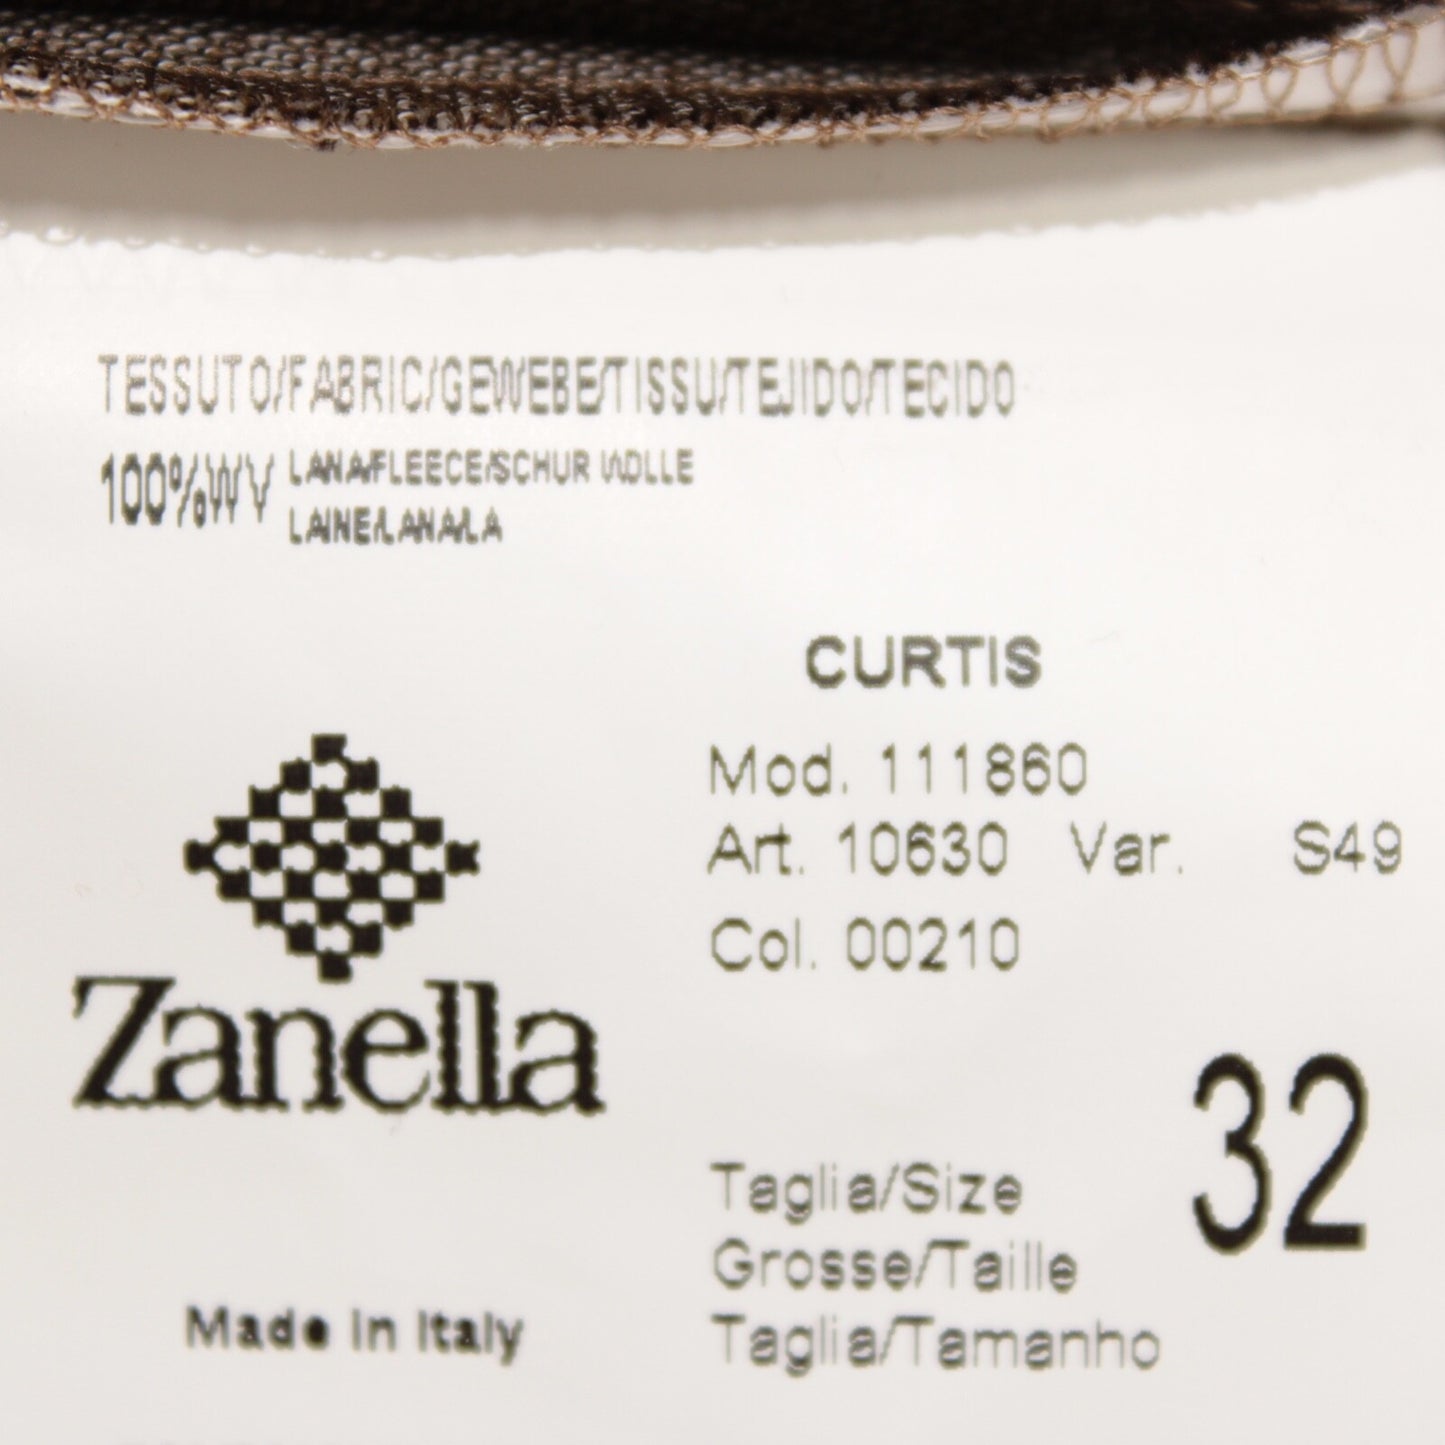 TESSUTO/FABRIC/GEWEBE/TISSU/TEJIDO/TECIDO
100%WV LANA/FLEECE/SCHUR WOLLE
LAINE/LANA/LA
CURTIS
Mod. 111860
Art. 10630 Var. S49
Col. 00210
Zanella
32
Taglia/Size
Grosse/Taille
Taglia/Tamanho
Made in Italy